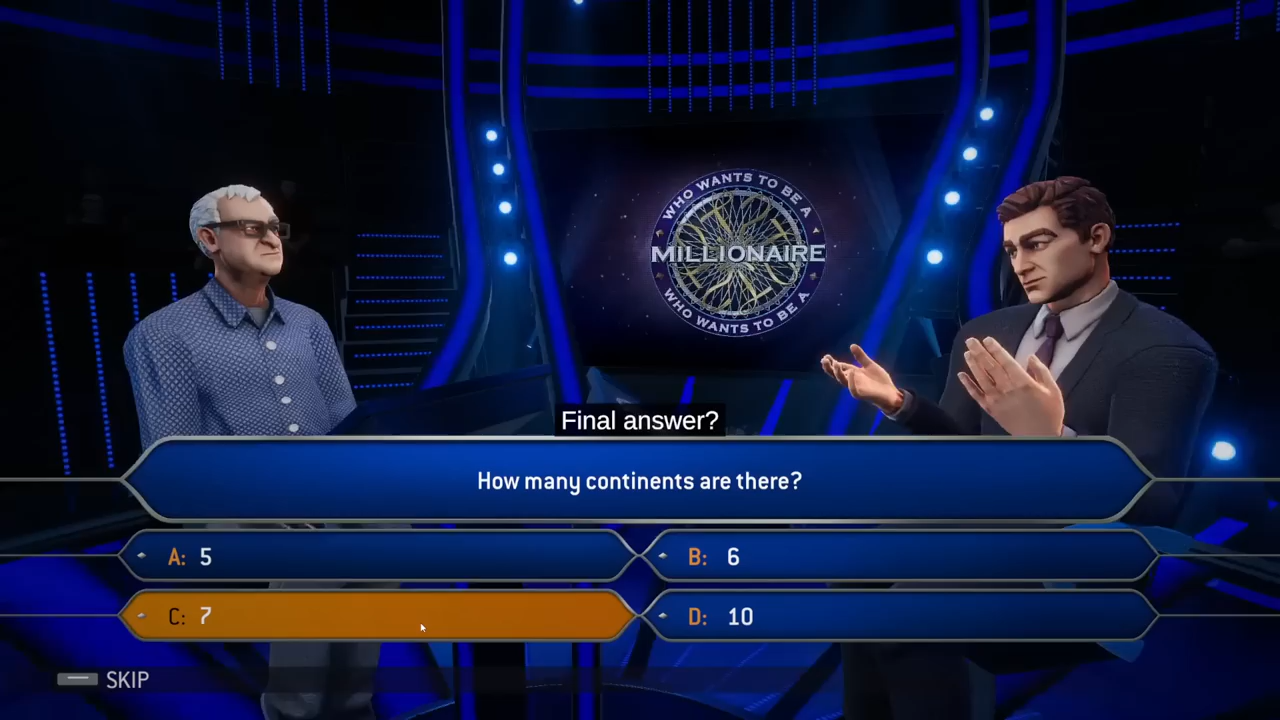 WHO WANTS TO BE A
MILLIONAIRE
WHO WANTS TO BE A
Final answer?
How many continents are there?
A: 5
B: 6
C: 7
D: 10
SKIP